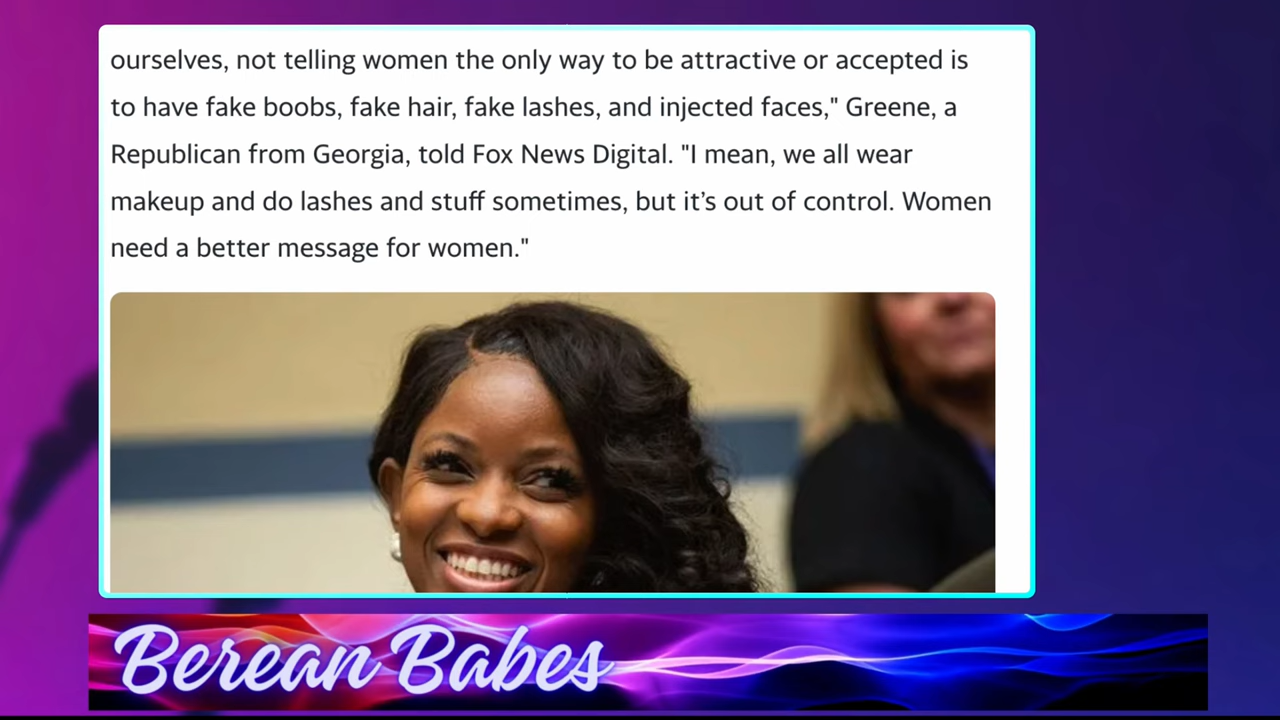 ourselves, not telling women the only way to be attractive or accepted is
to have fake boobs, fake hair, fake lashes, and injected faces," Greene, a
Republican from Georgia, told Fox News Digital. "I mean, we all wear
makeup and do lashes and stuff sometimes, but it’s out of control. Women
need a better message for women."
Berean Babes